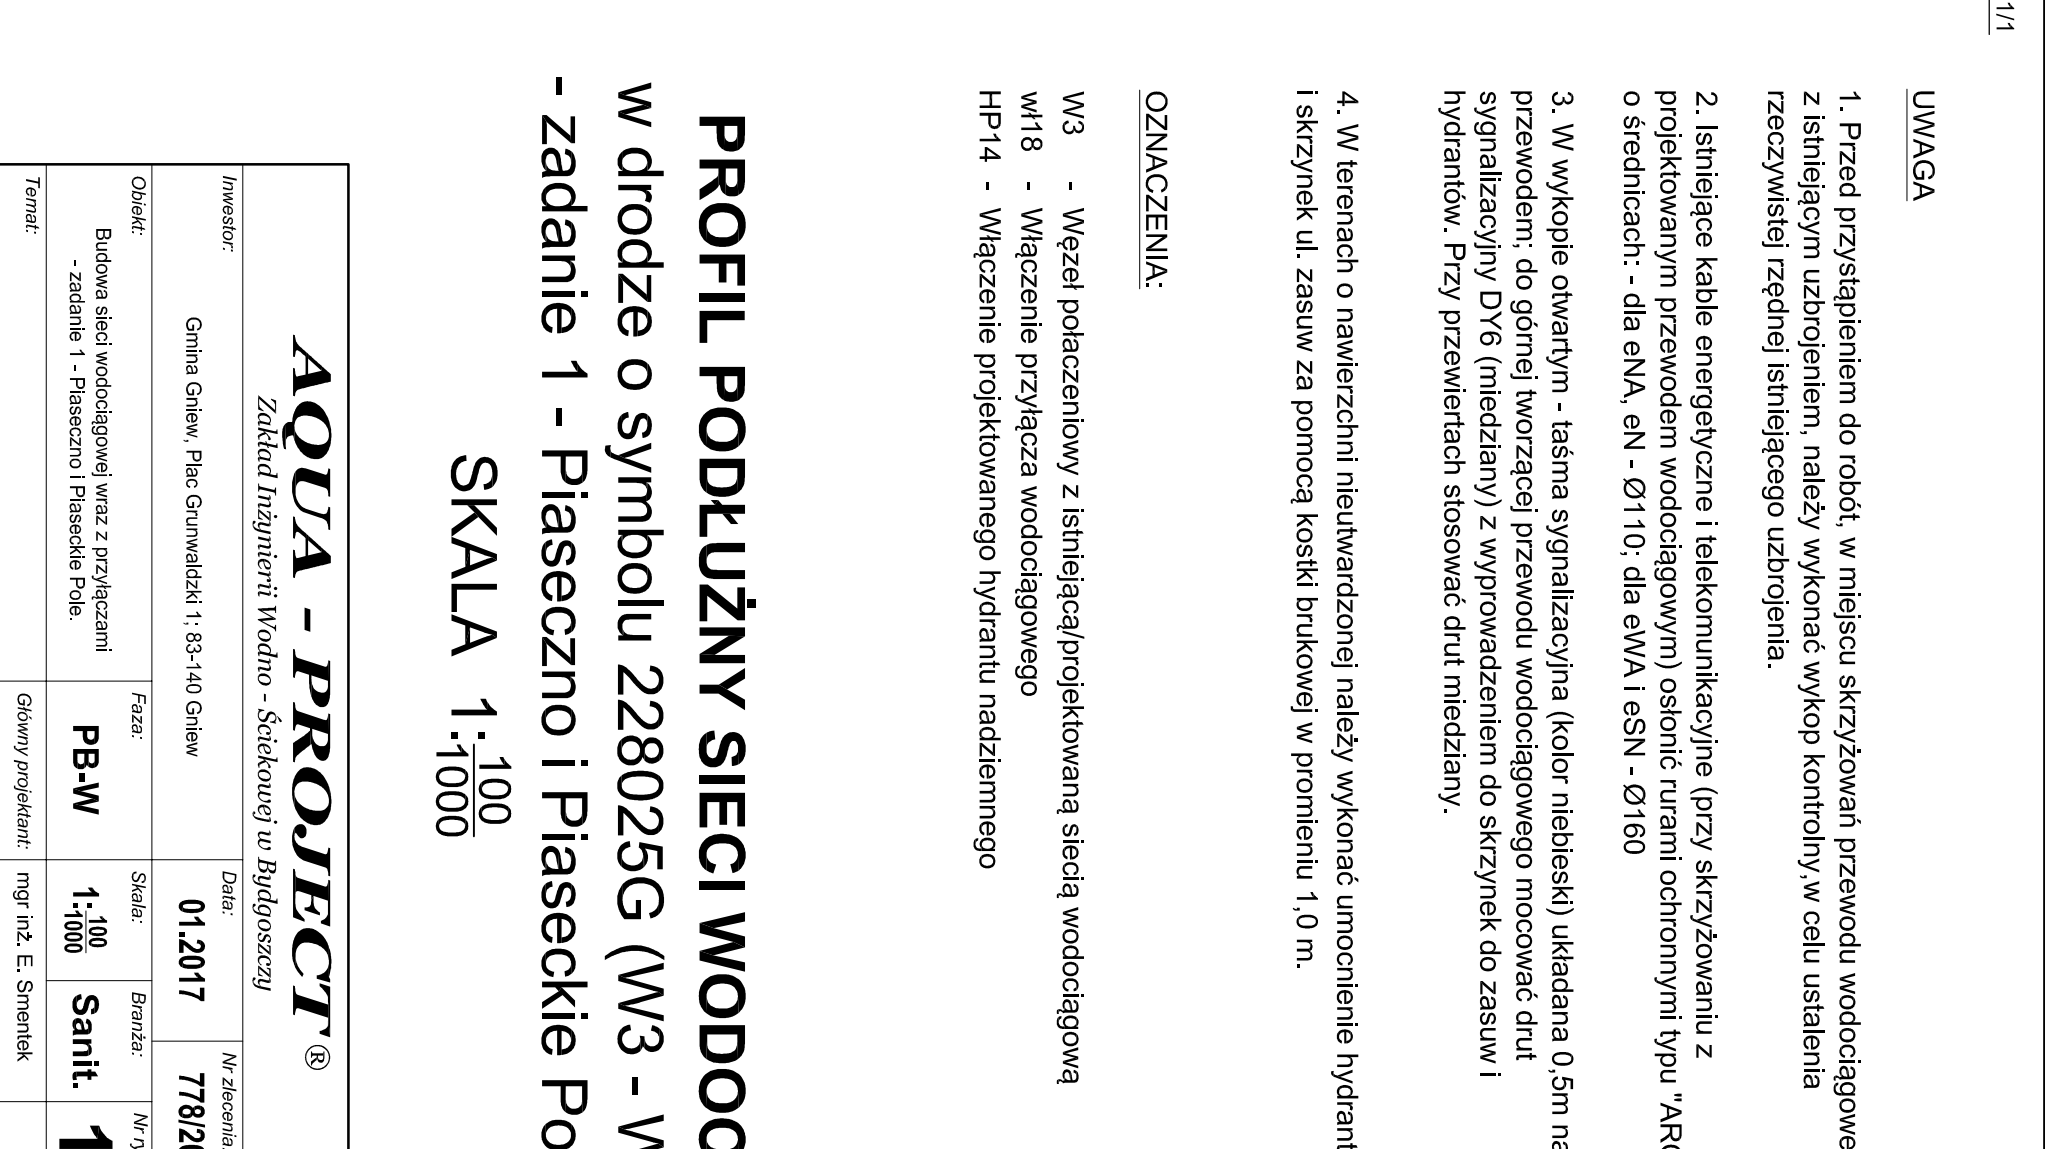 1/1
UWAGA
1. Przed przystąpieniem do robót, w miejscu skrzyżowań przewodu
z istniejącym uzbrojeniem, należy wykonać wykop kontrolny,w celu ustalenia
rzeczywistej rzędnej istniejącego uzbrojenia.
2. Istniejące kable energetyczne i telekomunikacyjne (przy skrzyżowaniu z
projektowanym przewodem wodociągowym) osłonić rurami ochronnymi typu
o średnicach: - dla eNA, eN - Ø110; dla eWA i eSN - Ø160
3. W wykopie otwartym - taśma sygnalizacyjna (kolor niebieski) układana 0,5m
przewodem; do górnej tworzącej przewodu wodociągowego mocować drut
sygnalizacyjny DY6 (miedziany) z wyprowadzeniem do skrzynek do zasuw i
hydrantów. Przy przewiertach stosować drut miedziany.
4. W terenach o nawierzchni nieutwardzonej należy wykonać umocnienie
i skrzynek ul. zasuw za pomocą kostki brukowej w promieniu 1,0 m.
OZNACZENIA:
W3 - Węzeł połaczeniowy z istniejącą/projektowaną siecią wodociągową
wł18 - Włączenie przyłącza wodociągowego
HP14 - Włączenie projektowanego hydrantu nadziemnego
PROFIL PODŁUŻNY SIECI
w drodze o symbolu 228025G (W3 -
- zadanie 1 - Piaseczno i Piaseckie
SKALA 1:100/1000
AQUA - PROJECT ®
Zakład Inżynierii Wodno - Ściekowej w Bydgoszczy
Inwestor:
Gmina Gniew, Plac Grunwaldzki 1; 83-140 Gniew
Data:
01.2017
Nr zlecenia:
Obiekt:
Budowa sieci wodociągowej wraz z przyłączami
- zadanie 1 - Piaseczno i Piaseckie Pole.
Faza:
PB-W
Skala:
1:100/1000
Branża:
Sanit.
Nr
Temat:
Główny projektant:
mgr inż. E. Smentek